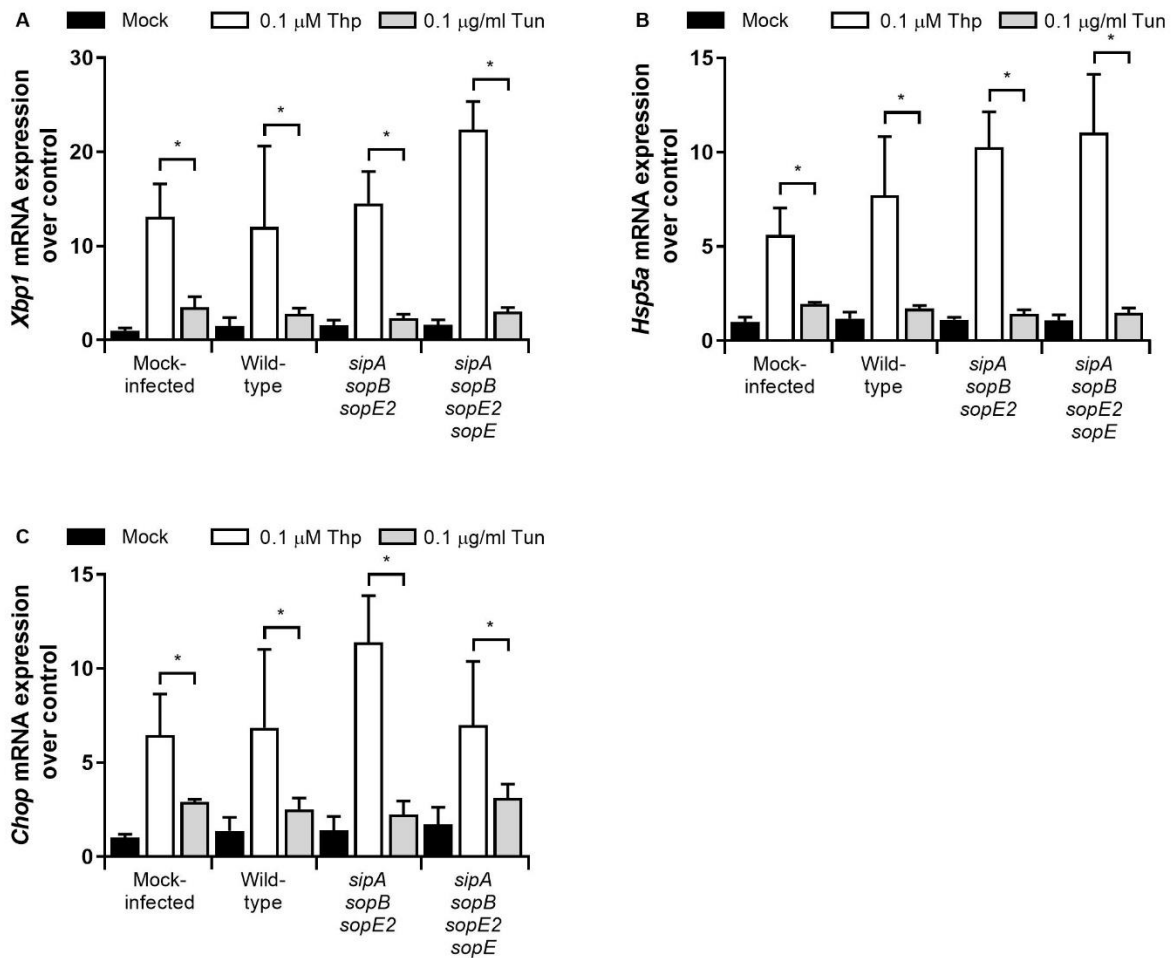 A
Mock
0.1 μM Thp
0.1 μg/ml Tun
Xbp1 mRNA expression
over control
30
20
10
0
*
*
*
*
Mock-
infected
Wild-
type
sipA
sopB
sopE2
sipA
sopB
sopE2
sopE
B
Mock
0.1 μM Thp
0.1 μg/ml Tun
Hsp5a mRNA expression
over control
15
10
5
0
*
*
*
*
Mock-
infected
Wild-
type
sipA
sopB
sopE2
sipA
sopB
sopE2
sopE
C
Mock
0.1 μM Thp
0.1 μg/ml Tun
Chop mRNA expression
over control
15
10
5
0
*
*
*
*
Mock-
infected
Wild-
type
sipA
sopB
sopE2
sipA
sopB
sopE2
sopE